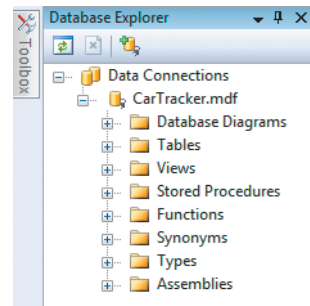 Database Explorer
Toolbox
Data Connections
CarTracker.mdf
Database Diagrams
Tables
Views
Stored Procedures
Functions
Synonyms
Types
Assemblies